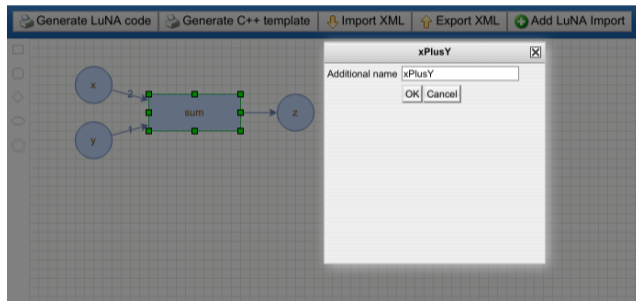 Generate LuNA code Generate C++ template Import XML Export XML Add LuNA Import
xPlusY
Additional name xPlusY
OK Cancel
x
2
sum
z
1
y